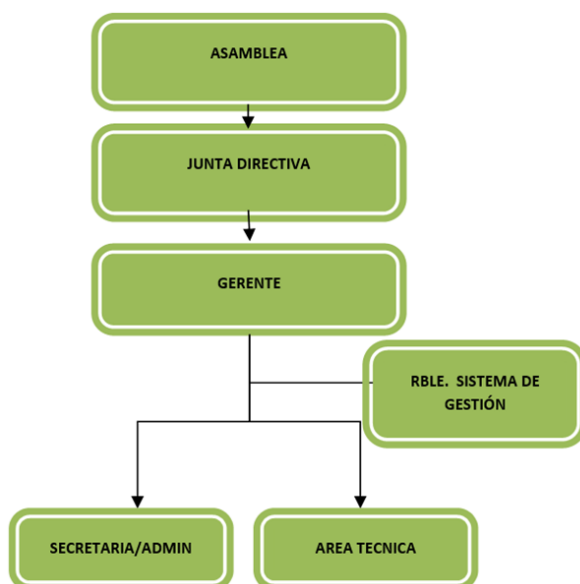 ASAMBLEA
JUNTA DIRECTIVA
GERENTE
RBLE. SISTEMA DE
GESTIÓN
SECRETARIA/ADMIN
AREA TECNICA